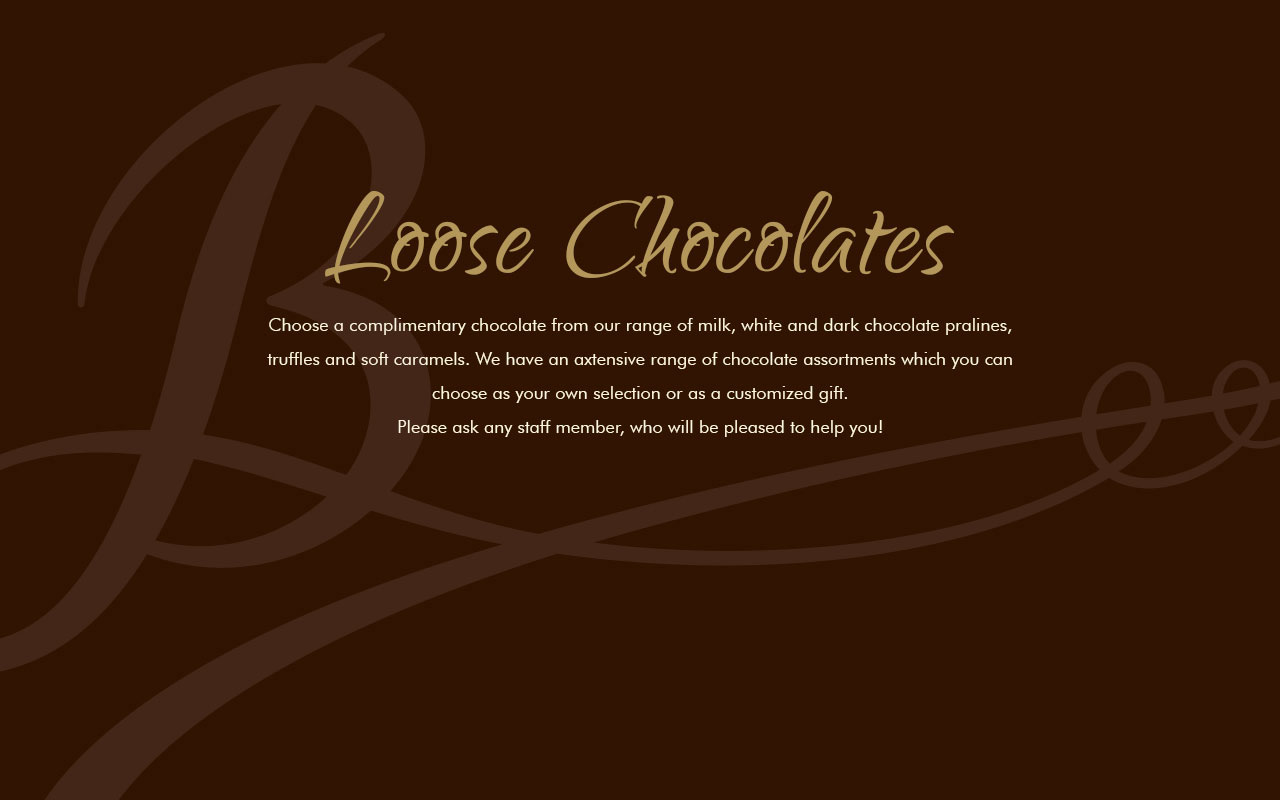 Loose Chocolates
Choose a complimentary chocolate from our range of milk, white and dark chocolate pralines,
truffles and soft caramels. We have an axtensive range of chocolate assortments which you can
choose as your own selection or as a customized gift.
Please ask any staff member, who will be pleased to help you!